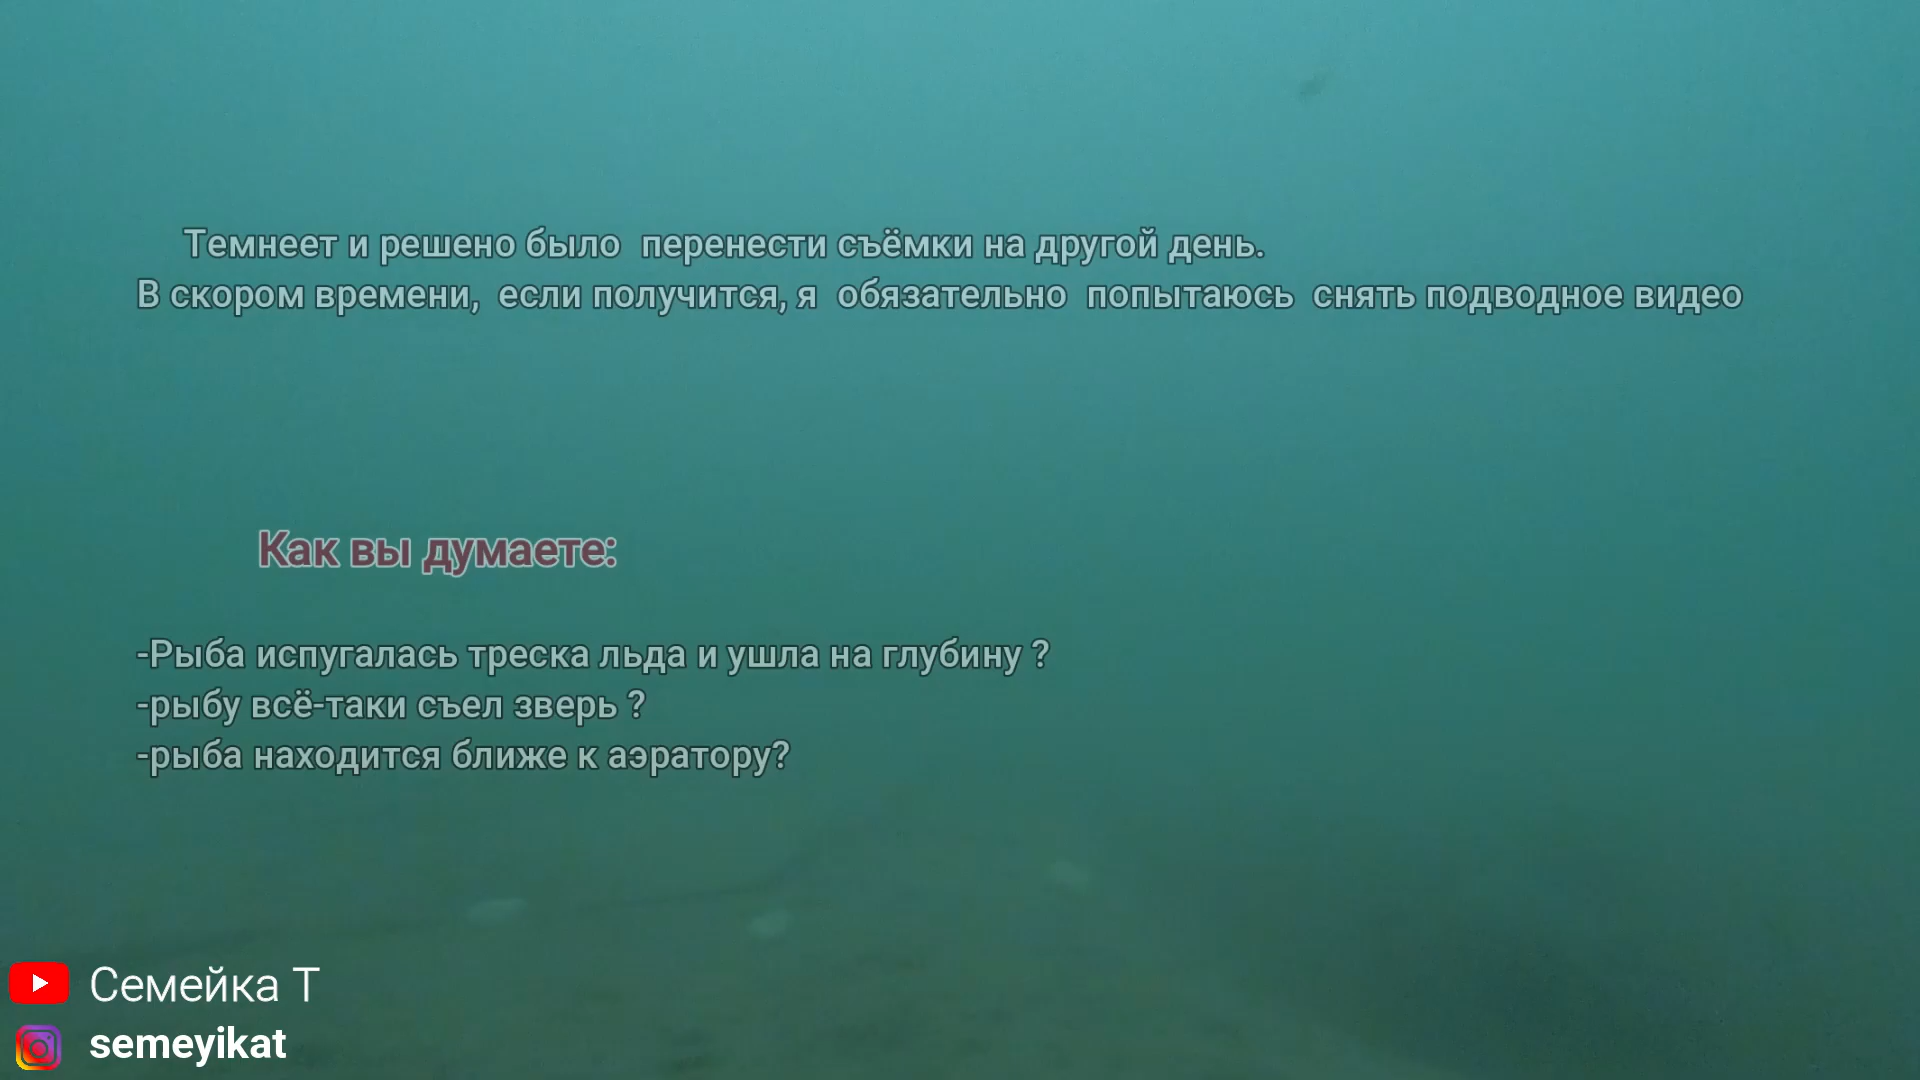 Темнеет и решено было перенести съёмки на другой день.
В скором времени, если получится, я обязательно попытаюсь снять подводное видео
Как вы думаете:
-Рыба испугалась треска льда и ушла на глубину ?
-рыбу всё-таки съел зверь ?
-рыба находится ближе к аэратору?
Семейка Т
semeyikat